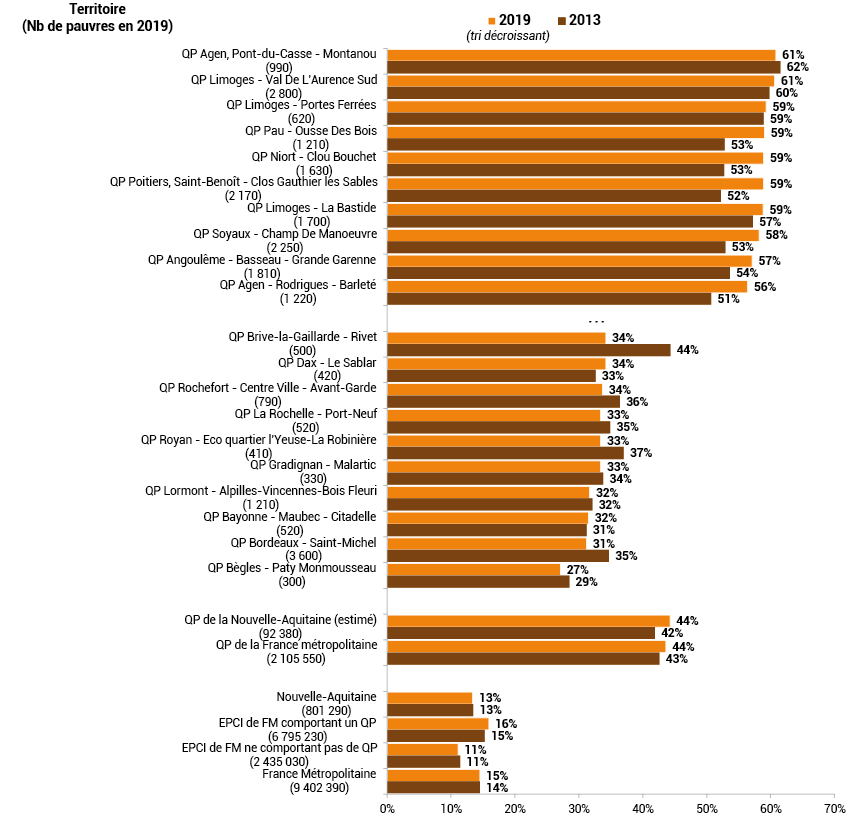 Territoire
(Nb de pauvres en 2019)
2019 2013
(tri décroissant)
QP Agen, Pont-du-Casse - Montanou 61%
(990) 62%
QP Limoges - Val De L'Aurence Sud 61%
(2 800) 60%
QP Limoges - Portes Ferrées 59%
(620) 59%
QP Pau - Ousse Des Bois 59%
(1 210) 53%
QP Niort - Clou Bouchet 59%
(1 630) 53%
QP Poitiers, Saint-Benoît - Clos Gauthier les Sables 59%
(2 170) 52%
QP Limoges - La Bastide 59%
(1 700) 57%
QP Soyaux - Champ De Manoeuvre 58%
(2 250) 53%
QP Angoulême - Basseau - Grande Garenne 57%
(1 810) 54%
QP Agen - Rodrigues - Barleté 56%
(1 220) 51%
...
QP Brive-la-Gaillarde - Rivet 34%
(500) 44%
QP Dax - Le Sablar 34%
(420) 33%
QP Rochefort - Centre Ville - Avant-Garde 34%
(790) 36%
QP La Rochelle - Port-Neuf 33%
(520) 35%
QP Royan - Eco quartier l'Yeuse-La Robinière 33%
(410) 37%
QP Gradignan - Malartic 33%
(330) 34%
QP Lormont - Alpilles-Vincennes-Bois Fleuri 32%
(1 210) 32%
QP Bayonne - Maubec - Citadelle 32%
(520) 31%
QP Bordeaux - Saint-Michel 31%
(3 600) 35%
QP Bègles - Paty Monmousseau 27%
(300) 29%
QP de la Nouvelle-Aquitaine (estimé) 44%
(92 380) 42%
QP de la France métropolitaine 44%
(2 105 550) 43%
Nouvelle-Aquitaine 13%
(801 290) 13%
EPCI de FM comportant un QP 16%
(6 795 230) 15%
EPCI de FM ne comportant pas de QP 11%
(2 435 030) 11%
France Métropolitaine 15%
(9 402 390) 14%
0% 10% 20% 30% 40% 50% 60% 70%